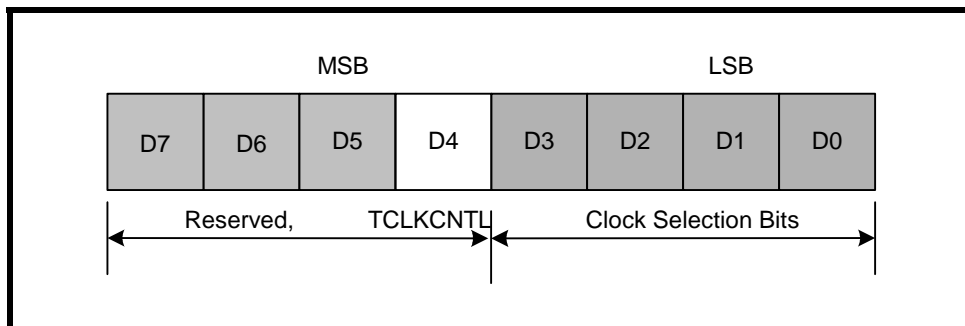 MSB LSB
D7 D6 D5 D4 D3 D2 D1 D0
Reserved, TCLKCNTL Clock Selection Bits